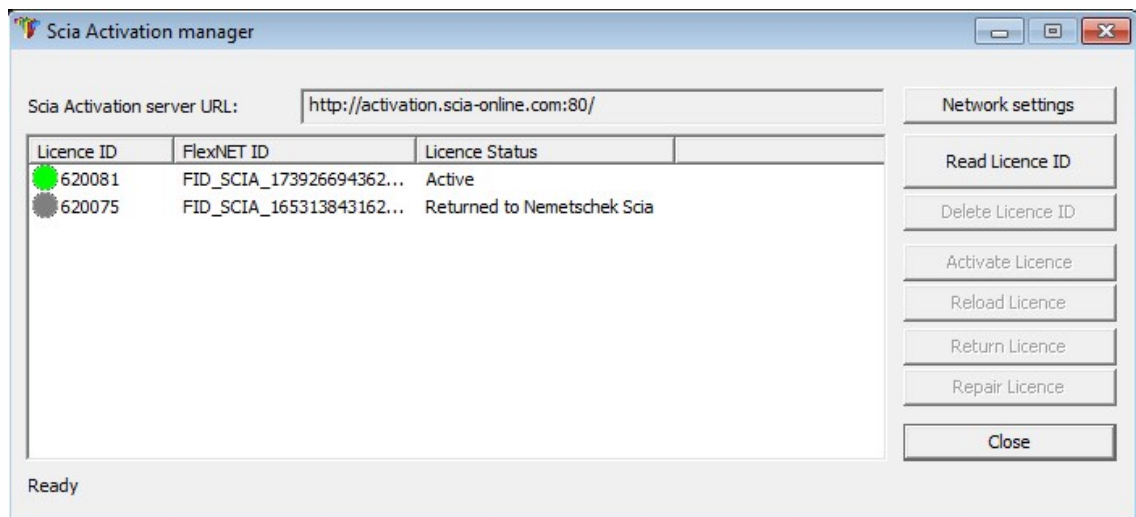 Scia Activation manager
Scia Activation server URL: http://activation.scia-online.com:80/ Network settings
Licence ID FlexNET ID Licence Status Read Licence ID
620081 FID_SCIA_173926694362... Active
620075 FID_SCIA_165313843162... Returned to Nemetschek Scia Delete Licence ID
Activate Licence
Reload Licence
Return Licence
Repair Licence
Close
Ready